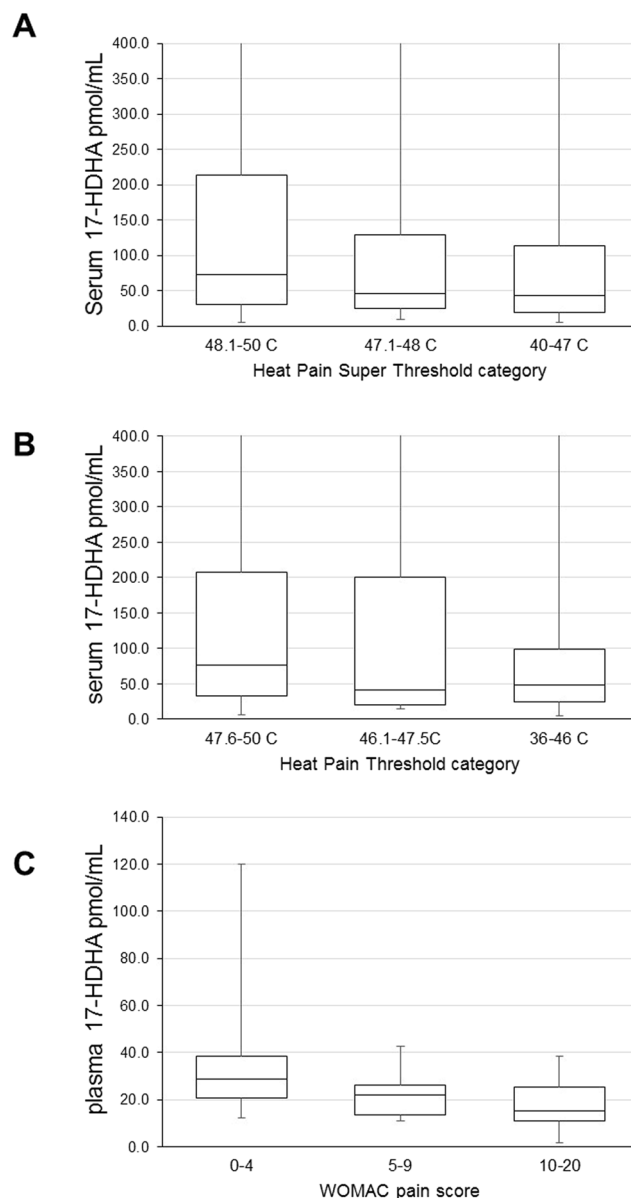 A
400.0
350.0
300.0
250.0
200.0
150.0
100.0
50.0
0.0
Serum 17-HDHA pmol/mL
48.1-50 C 47.1-48 C 40-47 C
Heat Pain Super Threshold category
B
400.0
350.0
300.0
250.0
200.0
150.0
100.0
50.0
0.0
serum 17-HDHA pmol/mL
47.6-50 C 46.1-47.5C 36-46 C
Heat Pain Threshold category
C
140.0
120.0
100.0
80.0
60.0
40.0
20.0
0.0
plasma 17-HDHA pmol/mL
0-4 5-9 10-20
WOMAC pain score